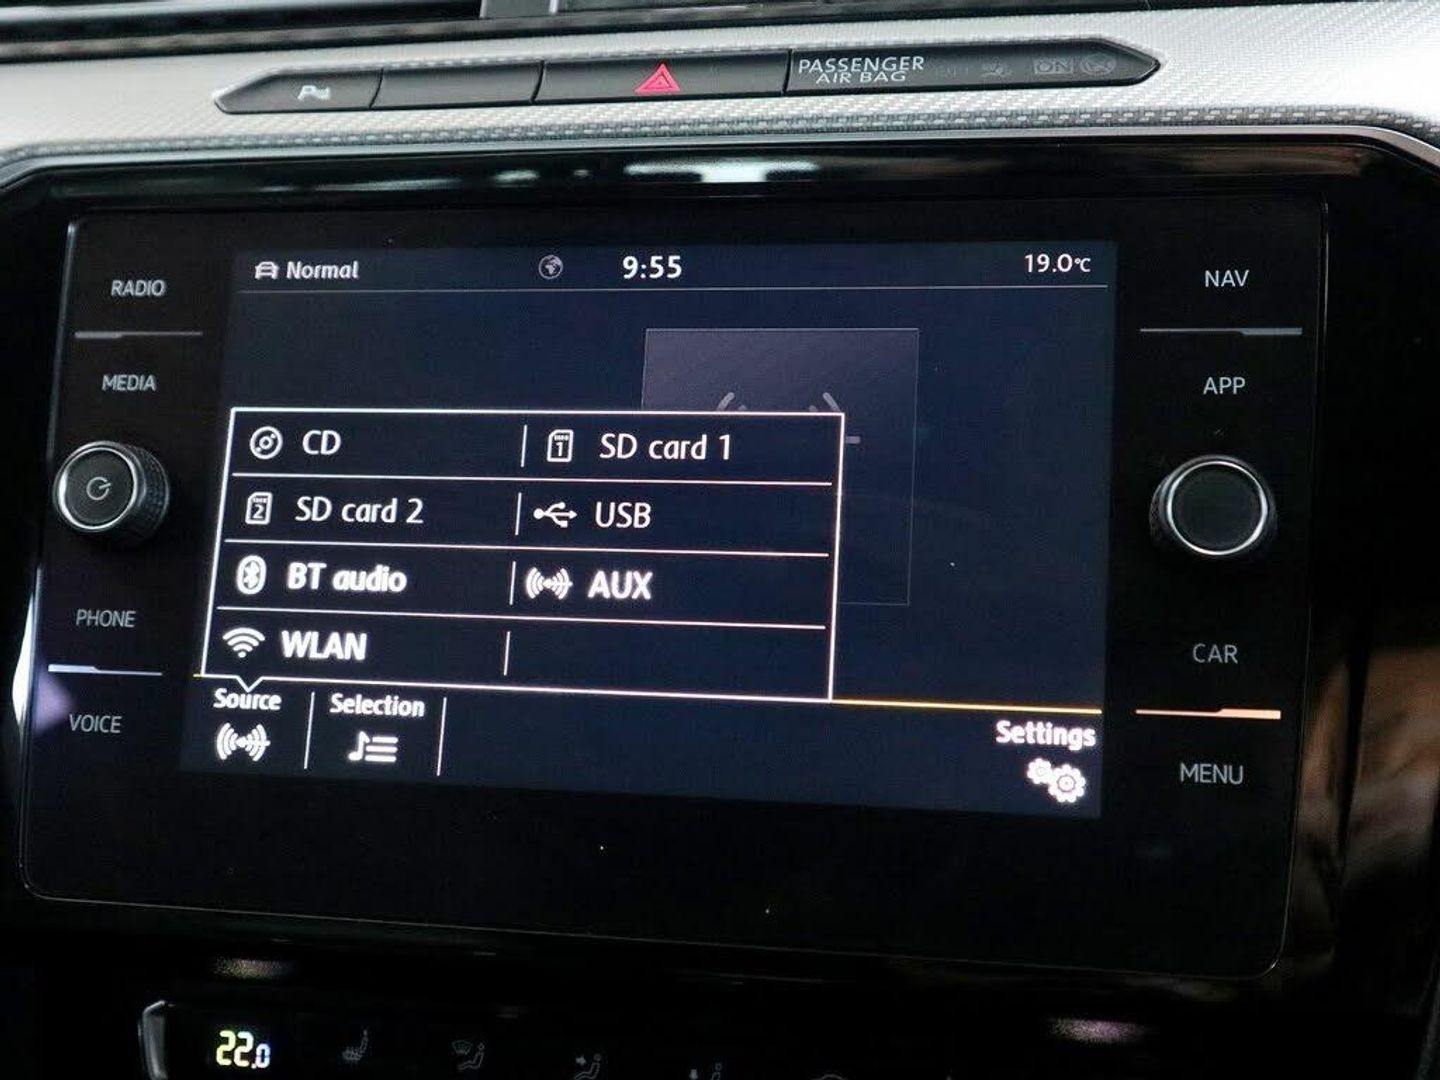 PASSENGER
AIR BAG
ON
RADIO
MEDIA
PHONE
VOICE
Normal 9:55 19.0°C
CD SD card 1
SD card 2 USB
BT audio AUX
WLAN
Source Selection
Settings
NAV
APP
CAR
MENU
22.0